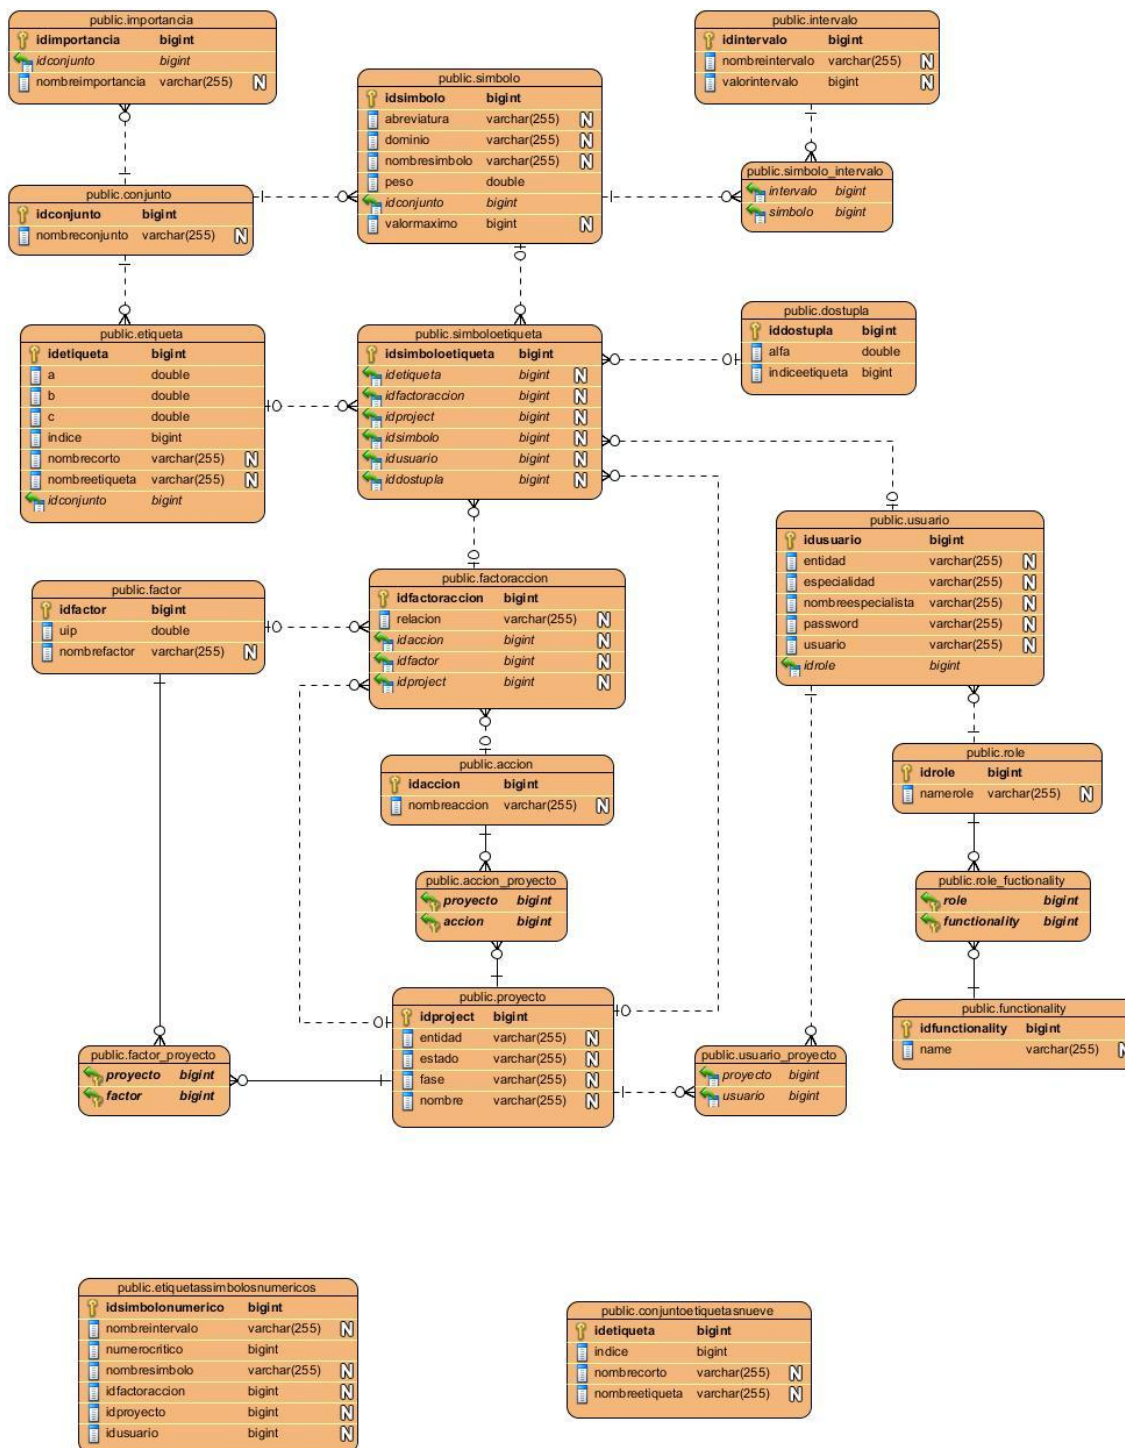 public.importancia
idimportancia bigint
idconjunto bigint
nombreimportancia varchar(255) N
public.intervalo
idintervalo bigint
nombreintervalo varchar(255) N
valorintervalo bigint N
public.simbolo
idsimbolo bigint
abreviatura varchar(255) N
dominio varchar(255) N
nombresimbolo varchar(255) N
peso double
idconjunto bigint
valormaximo bigint N
public.simbolo_intervalo
intervalo bigint
simbolo bigint
public.conjunto
idconjunto bigint
nombreconjunto varchar(255) N
public.etiqueta
idetiqueta bigint
a double
b double
c double
indice bigint
nombrecorto varchar(255) N
nombreetiqueta varchar(255) N
idconjunto bigint
public.simboloetiqueta
idsimboloetiqueta bigint
idetiqueta bigint N
idfactoraccion bigint N
idproject bigint N
idsimbolo bigint N
idusuario bigint N
iddostupla bigint N
public.dostupla
iddostupla bigint
alfa double
indiceetiqueta bigint
public.usuario
idusuario bigint
entidad varchar(255) N
especialidad varchar(255) N
nombreespecialista varchar(255) N
password varchar(255) N
usuario varchar(255) N
idrole bigint
public.factor
idfactor bigint
uip double
nombrefactor varchar(255) N
public.factoraccion
idfactoraccion bigint
relacion varchar(255) N
idaccion bigint N
idfactor bigint N
idproject bigint N
public.accion
idaccion bigint
nombreaccion varchar(255) N
public.role
idrole bigint
namerole varchar(255) N
public.accion_proyecto
proyecto bigint
accion bigint
public.role_fuctionality
role bigint
functionality bigint
public.proyecto
idproject bigint
entidad varchar(255) N
estado varchar(255) N
fase varchar(255) N
nombre varchar(255) N
public.functionality
idfunctionality bigint
name varchar(255) N
public.factor_proyecto
proyecto bigint
factor bigint
public.usuario_proyecto
proyecto bigint
usuario bigint
public.etiquetassimbolosnumericos
idsimbolonumerico bigint
nombreintervalo varchar(255) N
numerocritico bigint
nombresimbolo varchar(255) N
idfactoraccion bigint N
idproyecto bigint N
idusuario bigint N
public.conjuntoetiquetasnueve
idetiqueta bigint
indice bigint
nombrecorto varchar(255) N
nombreetiqueta varchar(255) N